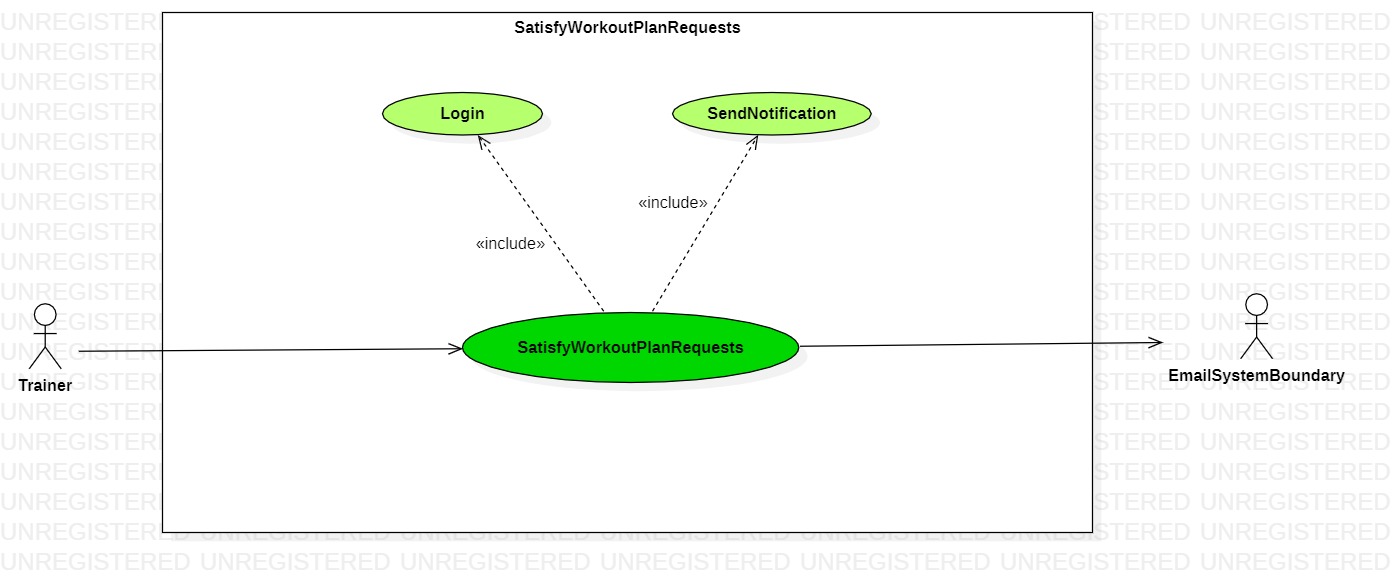 SatisfyWorkoutPlanRequests
Login
SendNotification
«include»
«include»
SatisfyWorkoutPlanRequests
Trainer
EmailSystemBoundary
UNREGISTERED UNREGISTERED UNREGISTERED UNREGISTERED UNREGISTERED UNREGISTERED UNREGISTERED